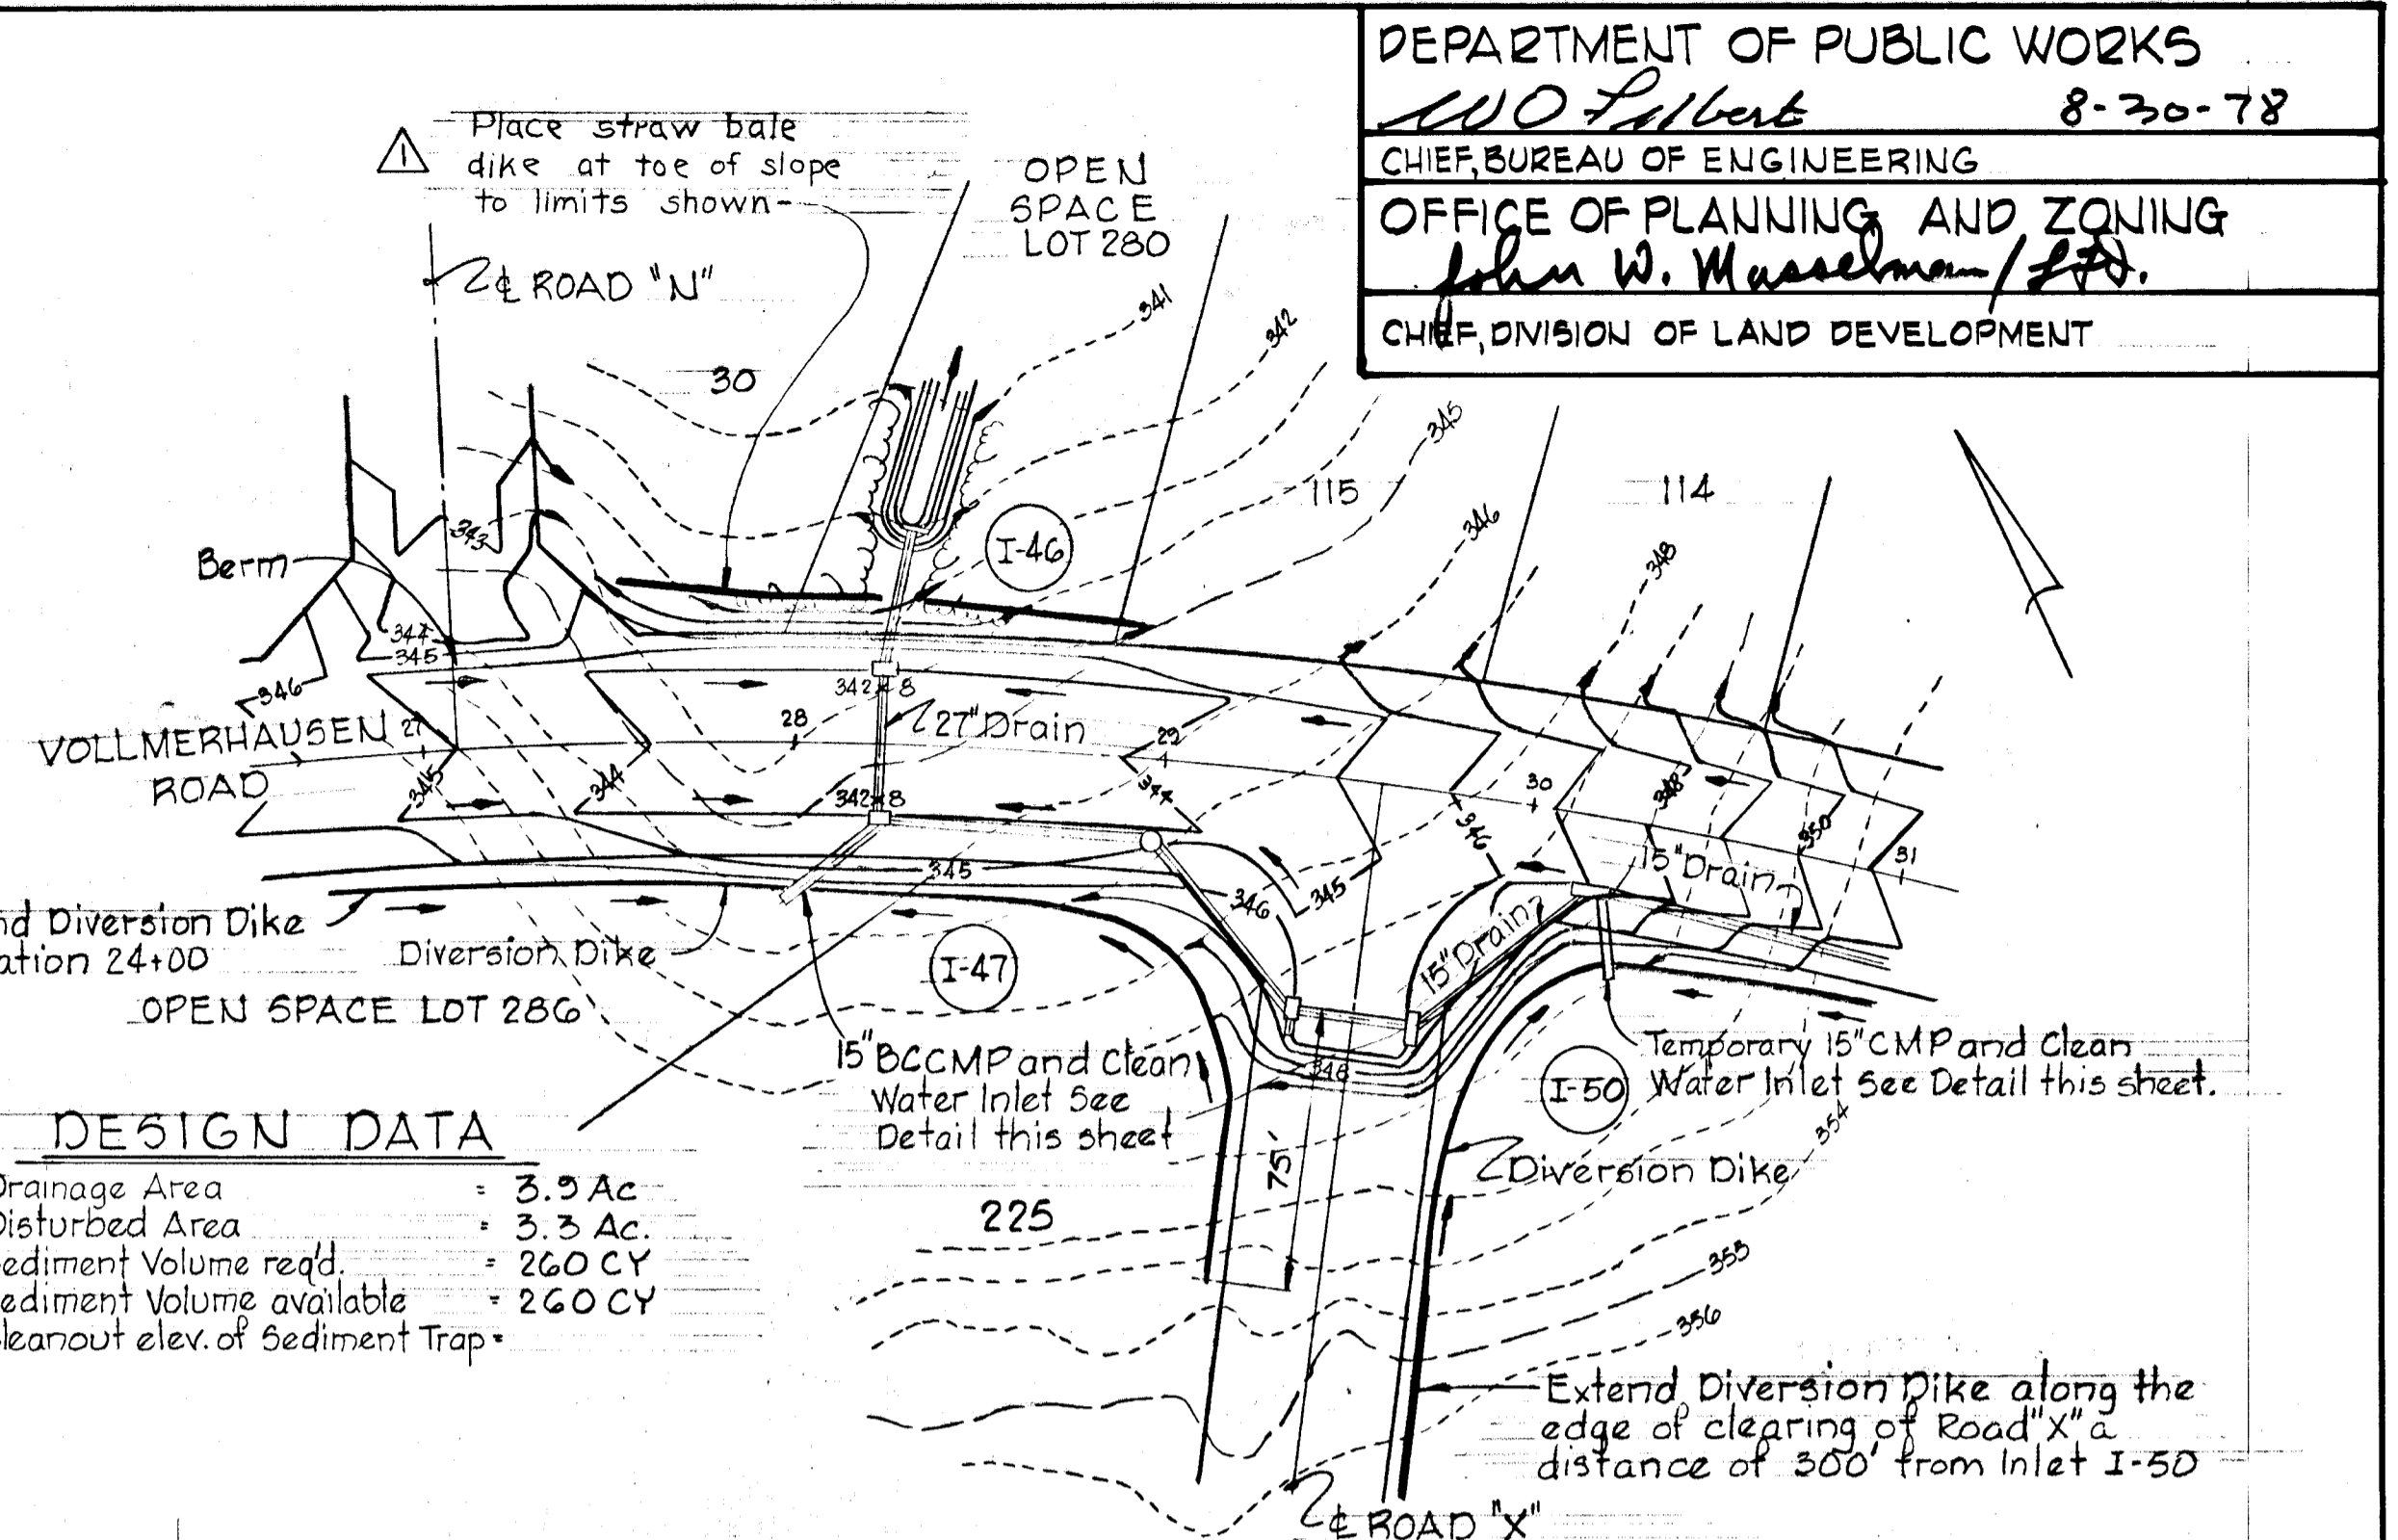 DEPARTMENT OF PUBLIC WORKS
8-30-78
CHIEF, BUREAU OF ENGINEERING
OFFICE OF PLANNING AND ZONING
John W. Musselman
CHIEF, DIVISION OF LAND DEVELOPMENT
1
Place straw bale
dike at toe of slope
to limits shown
OPEN
SPACE
LOT 280
℄ ROAD "N"
341
342
30
345
115
114
346
348
343
I-46
Berm
344
345
346
342 x 8
27" Drain
VOLLMERHAUSEN
ROAD
27
28
29
30
31
345
344
342 x 8
344
346
348
350
15" Drain
345
346
345
15" Drain
nd Diversion Dike
ation 24+00
Diversion Dike
I-47
OPEN SPACE LOT 286
15" BCCMP and Clean
Water Inlet See
Detail this sheet
348
I-50
Temporary 15" CMP and Clean
Water Inlet See Detail this sheet.
354
75'
Diversion Dike
225
DESIGN DATA
Drainage Area = 3.9 Ac
Disturbed Area = 3.3 Ac.
ediment Volume req'd. = 260 CY
ediment Volume available = 260 CY
leanout elev. of Sediment Trap =
356
Extend Diversion Dike along the
edge of clearing of Road "X" a
distance of 300' from Inlet I-50
℄ ROAD "X"